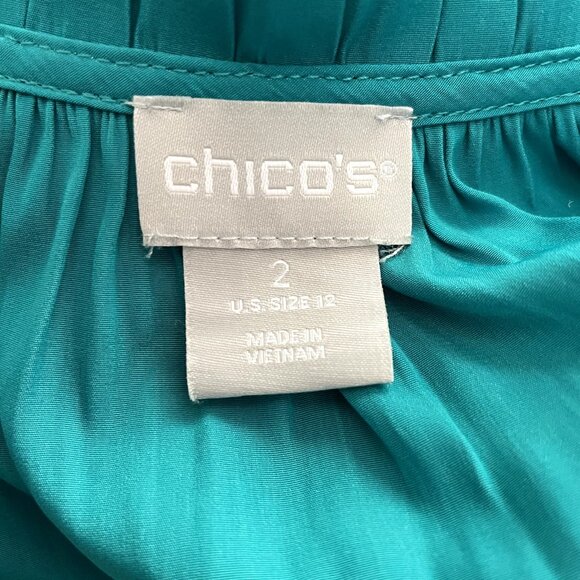 chico's®
2
U.S. SIZE 12
MADE IN
VIETNAM